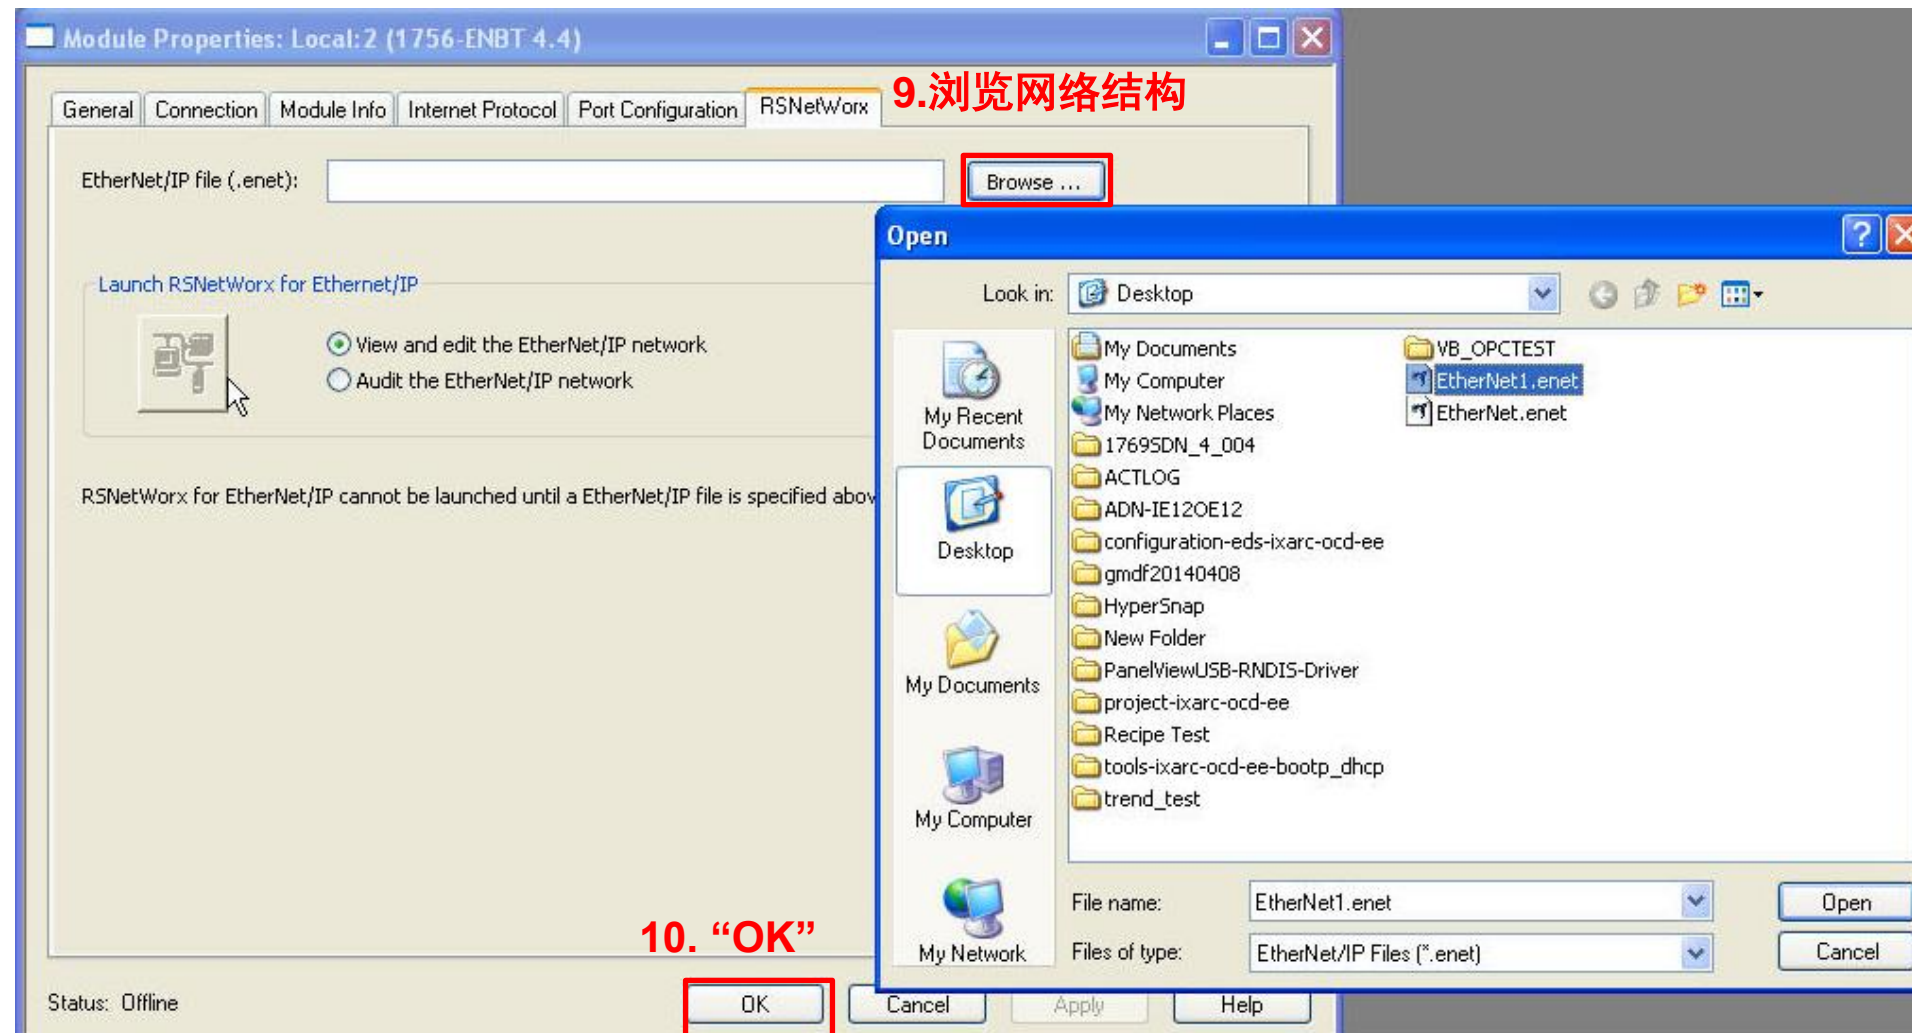 Module Properties: Local:2 (1756-ENBT 4.4)
General Connection Module Info Internet Protocol Port Configuration RSNetWorx
9.浏览网络结构
EtherNet/IP file (.enet):
Browse ...
Launch RSNetWorx for Ethernet/IP
View and edit the EtherNet/IP network
Audit the EtherNet/IP network
RSNetWorx for EtherNet/IP cannot be launched until a EtherNet/IP file is specified abov
Open
Look in: Desktop
My Recent
Documents
Desktop
My Documents
My Computer
My Network
My Documents
My Computer
My Network Places
1769SDN_4_004
ACTLOG
ADN-IE12OE12
configuration-eds-ixarc-ocd-ee
gmdf20140408
HyperSnap
New Folder
PanelViewUSB-RNDIS-Driver
project-ixarc-ocd-ee
Recipe Test
tools-ixarc-ocd-ee-bootp_dhcp
trend_test
VB_OPCTEST
EtherNet1.enet
EtherNet.enet
File name: EtherNet1.enet
Open
Files of type: EtherNet/IP Files (*.enet)
Cancel
10. “OK”
Status: Offline
OK Cancel Apply Help